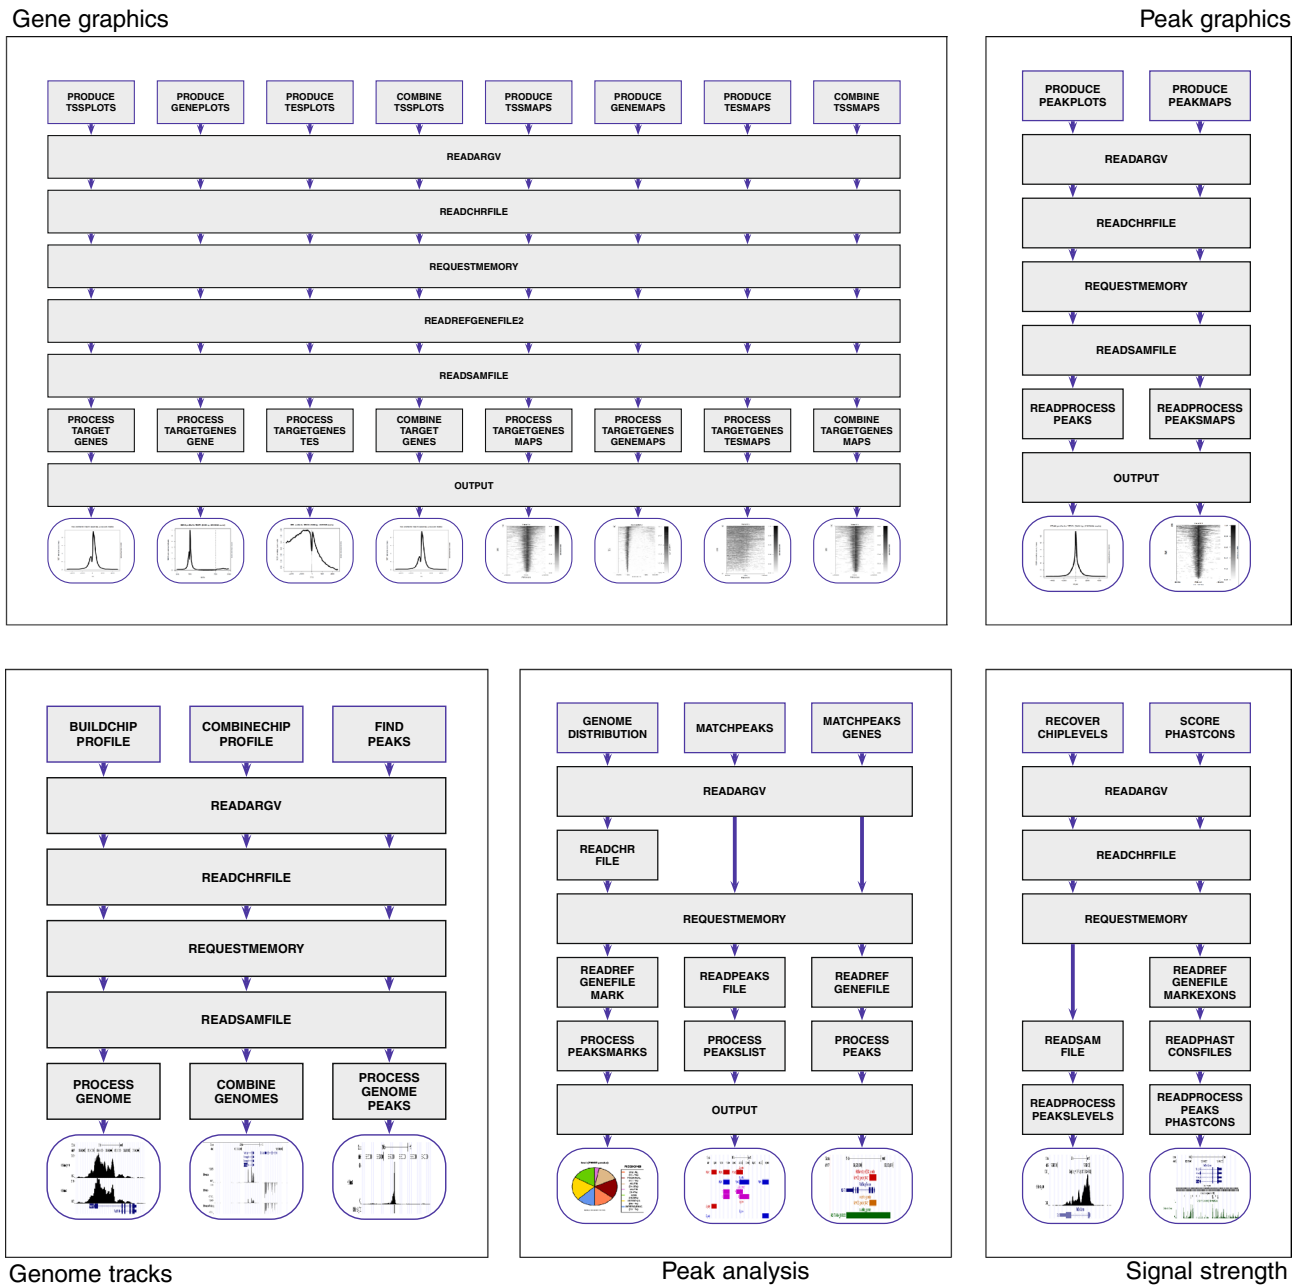 Gene graphics
Peak graphics
PRODUCE
TSSPLOTS
PRODUCE
GENEPLOTS
PRODUCE
TESPLOTS
COMBINE
TSSPLOTS
PRODUCE
TSSMAPS
PRODUCE
GENEMAPS
PRODUCE
TESMAPS
COMBINE
TSSMAPS
READARGV
READCHRFILE
REQUESTMEMORY
READREFGENEFILE2
READSAMFILE
PROCESS
TARGET
GENES
PROCESS
TARGETGENES
GENE
PROCESS
TARGETGENES
TES
COMBINE
TARGET
GENES
PROCESS
TARGETGENES
MAPS
PROCESS
TARGETGENES
GENEMAPS
PROCESS
TARGETGENES
TESMAPS
COMBINE
TARGETGENES
MAPS
OUTPUT
PRODUCE
PEAKPLOTS
PRODUCE
PEAKMAPS
READARGV
READCHRFILE
REQUESTMEMORY
READSAMFILE
READPROCESS
PEAKS
READPROCESS
PEAKSMAPS
OUTPUT
BUILDCHIP
PROFILE
COMBINECHIP
PROFILE
FIND
PEAKS
READARGV
READCHRFILE
REQUESTMEMORY
READSAMFILE
PROCESS
GENOME
COMBINE
GENOMES
PROCESS
GENOME
PEAKS
Genome tracks
GENOME
DISTRIBUTION
MATCHPEAKS
MATCHPEAKS
GENES
READARGV
READCHR
FILE
REQUESTMEMORY
READREF
GENEFILE
MARK
READPEAKS
FILE
READREF
GENEFILE
PROCESS
PEAKSMARKS
PROCESS
PEAKSLIST
PROCESS
PEAKS
OUTPUT
Peak analysis
RECOVER
CHIPLEVELS
SCORE
PHASTCONS
READARGV
READCHRFILE
REQUESTMEMORY
READREF
GENEFILE
MARKEXONS
READSAM
FILE
READPHAST
CONSFILES
READPROCESS
PEAKSLEVELS
READPROCESS
PEAKS
PHASTCONS
Signal strength